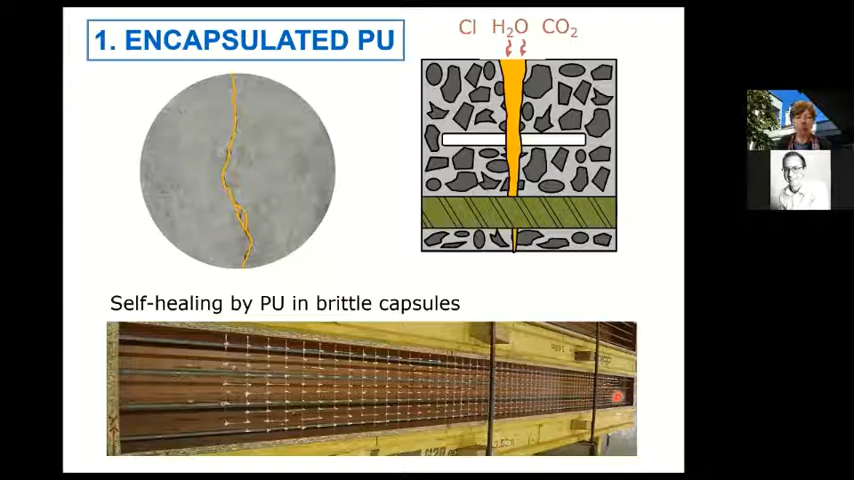 1. ENCAPSULATED PU
Cl H₂O CO₂
Self-healing by PU in brittle capsules